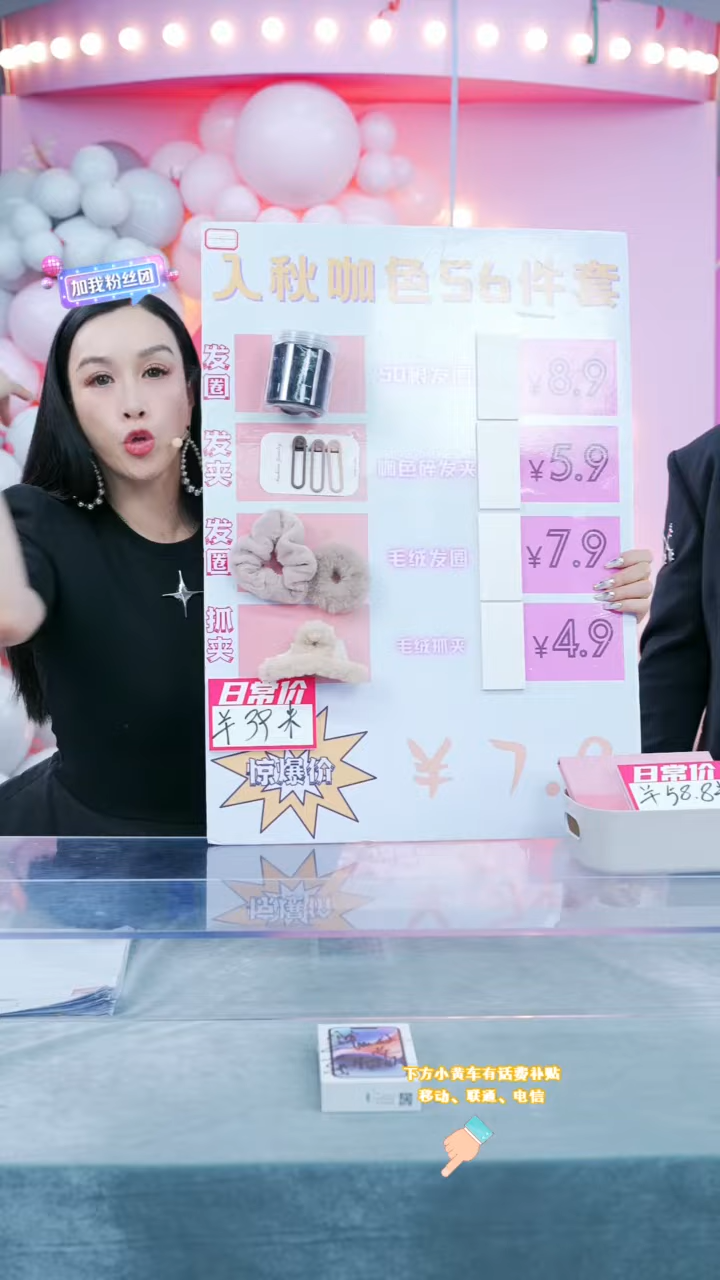 加我粉丝团
入秋咖色56件套
发圈
50根发圈
¥8.9
发夹
咖色碎发夹
¥5.9
发圈
毛绒发圈
¥7.9
抓夹
毛绒抓夹
¥4.9
日常价
¥39米
惊爆价
¥7.9
日常价
¥58.8
下方小黄车有话费补贴
移动、联通、电信